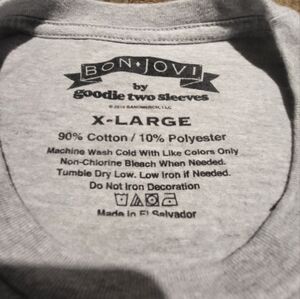 BON JOVI
by
goodie two sleeves
BANDMERCH, LLC
X-LARGE
90% Cotton / 10% Polyester
Machine Wash Cold With Like Colors Only
Non-Chlorine Bleach When Needed.
Tumble Dry Low. Low Iron if Needed.
Do Not Iron Decoration
Made in El Salvador